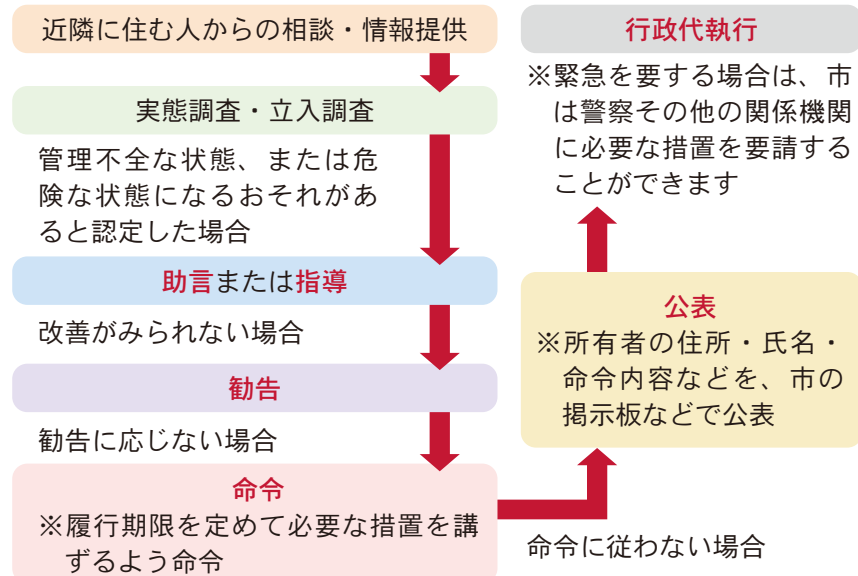 近隣に住む人からの相談・情報提供
実態調査・立入調査
管理不全な状態、または危
険な状態になるおそれがあ
ると認定した場合
助言または指導
改善がみられない場合
勧告
勧告に応じない場合
命令
※履行期限を定めて必要な措置を講
ずるよう命令
命令に従わない場合
公表
※所有者の住所・氏名・
命令内容などを、市の
掲示板などで公表
行政代執行
※緊急を要する場合は、市
は警察その他の関係機関
に必要な措置を要請する
ことができます